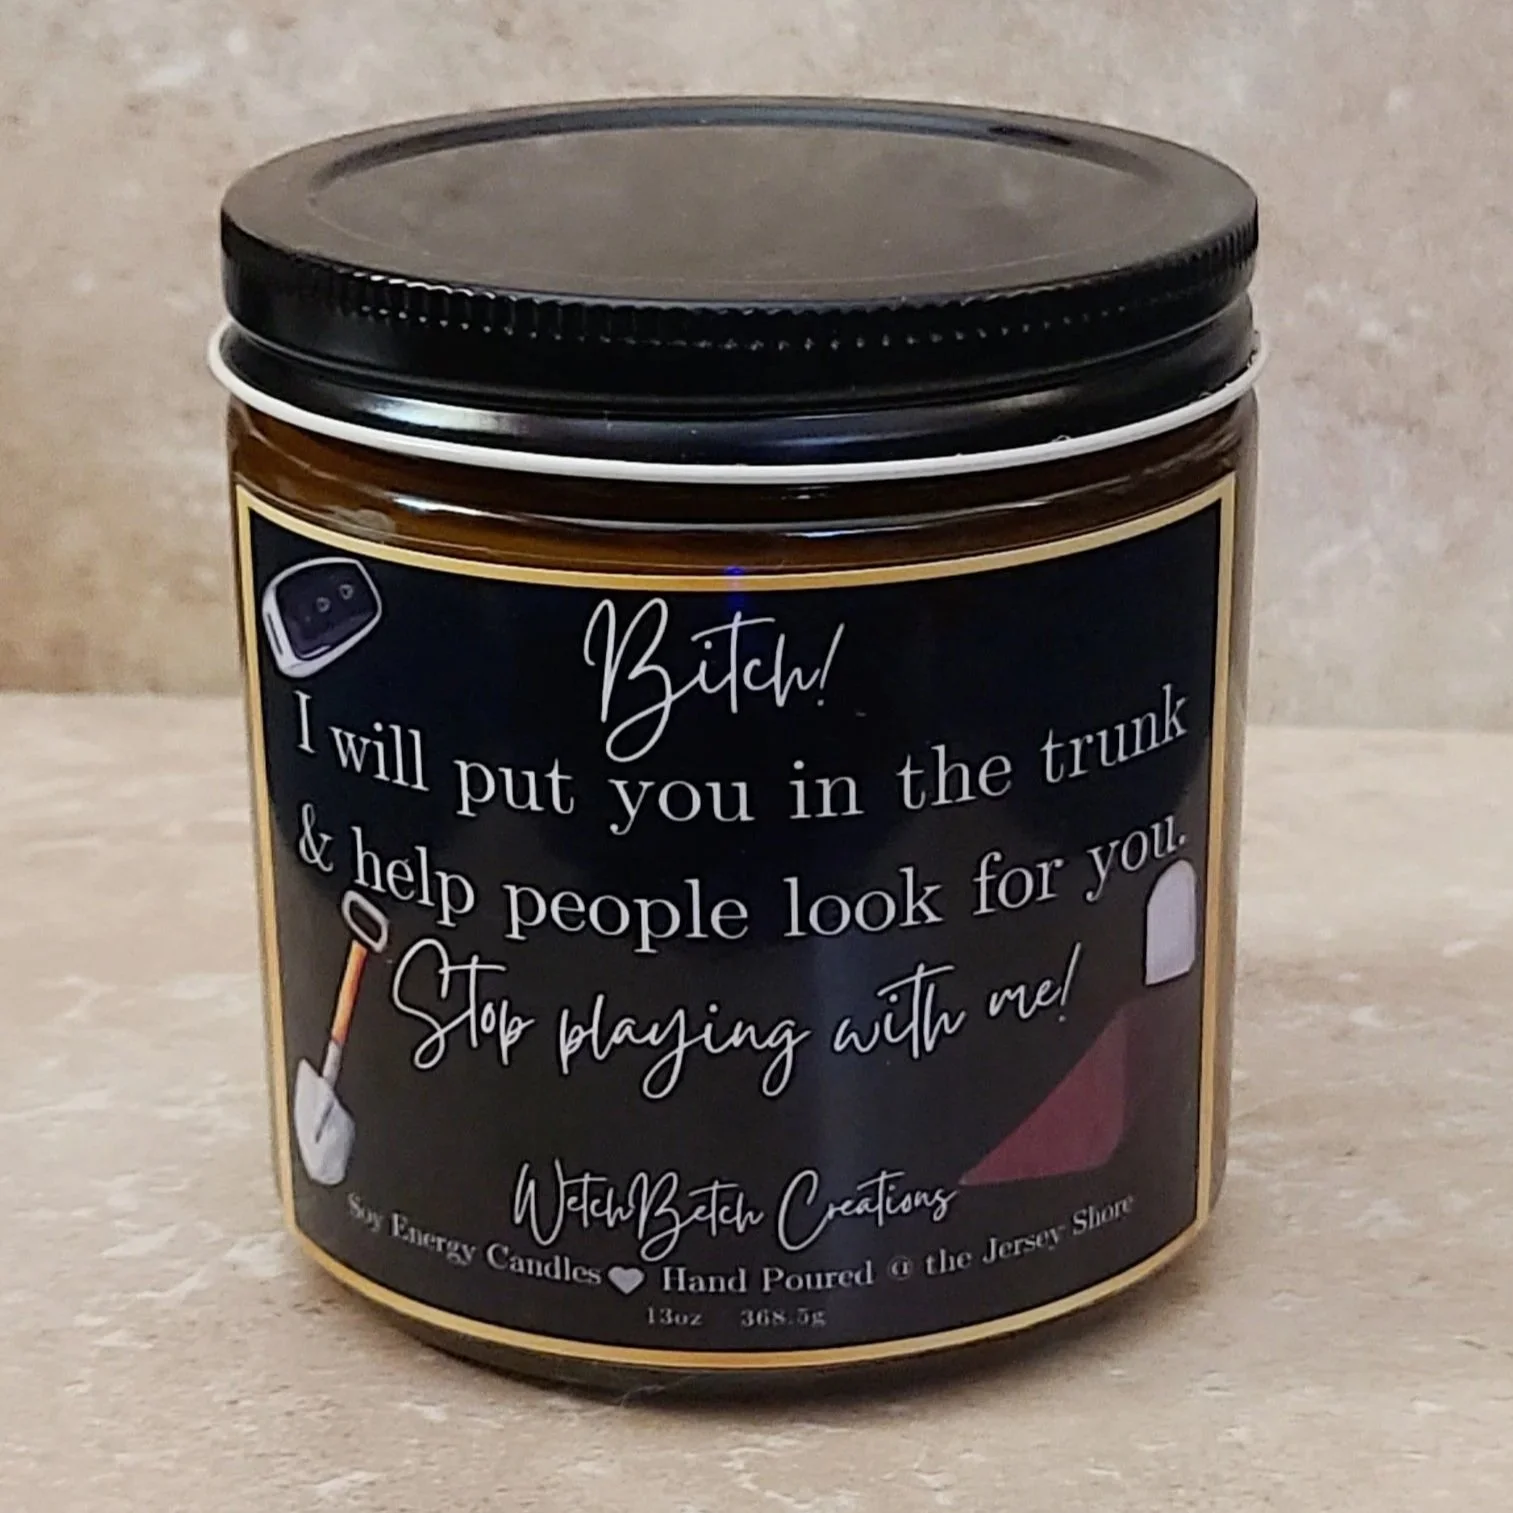 Bitch!
I will put you in the trunk
& help people look for you.
Stop playing with me!
WetchBetch Creations
Soy Energy Candles ♥ Hand Poured @ the Jersey Shore
13oz 368.5g